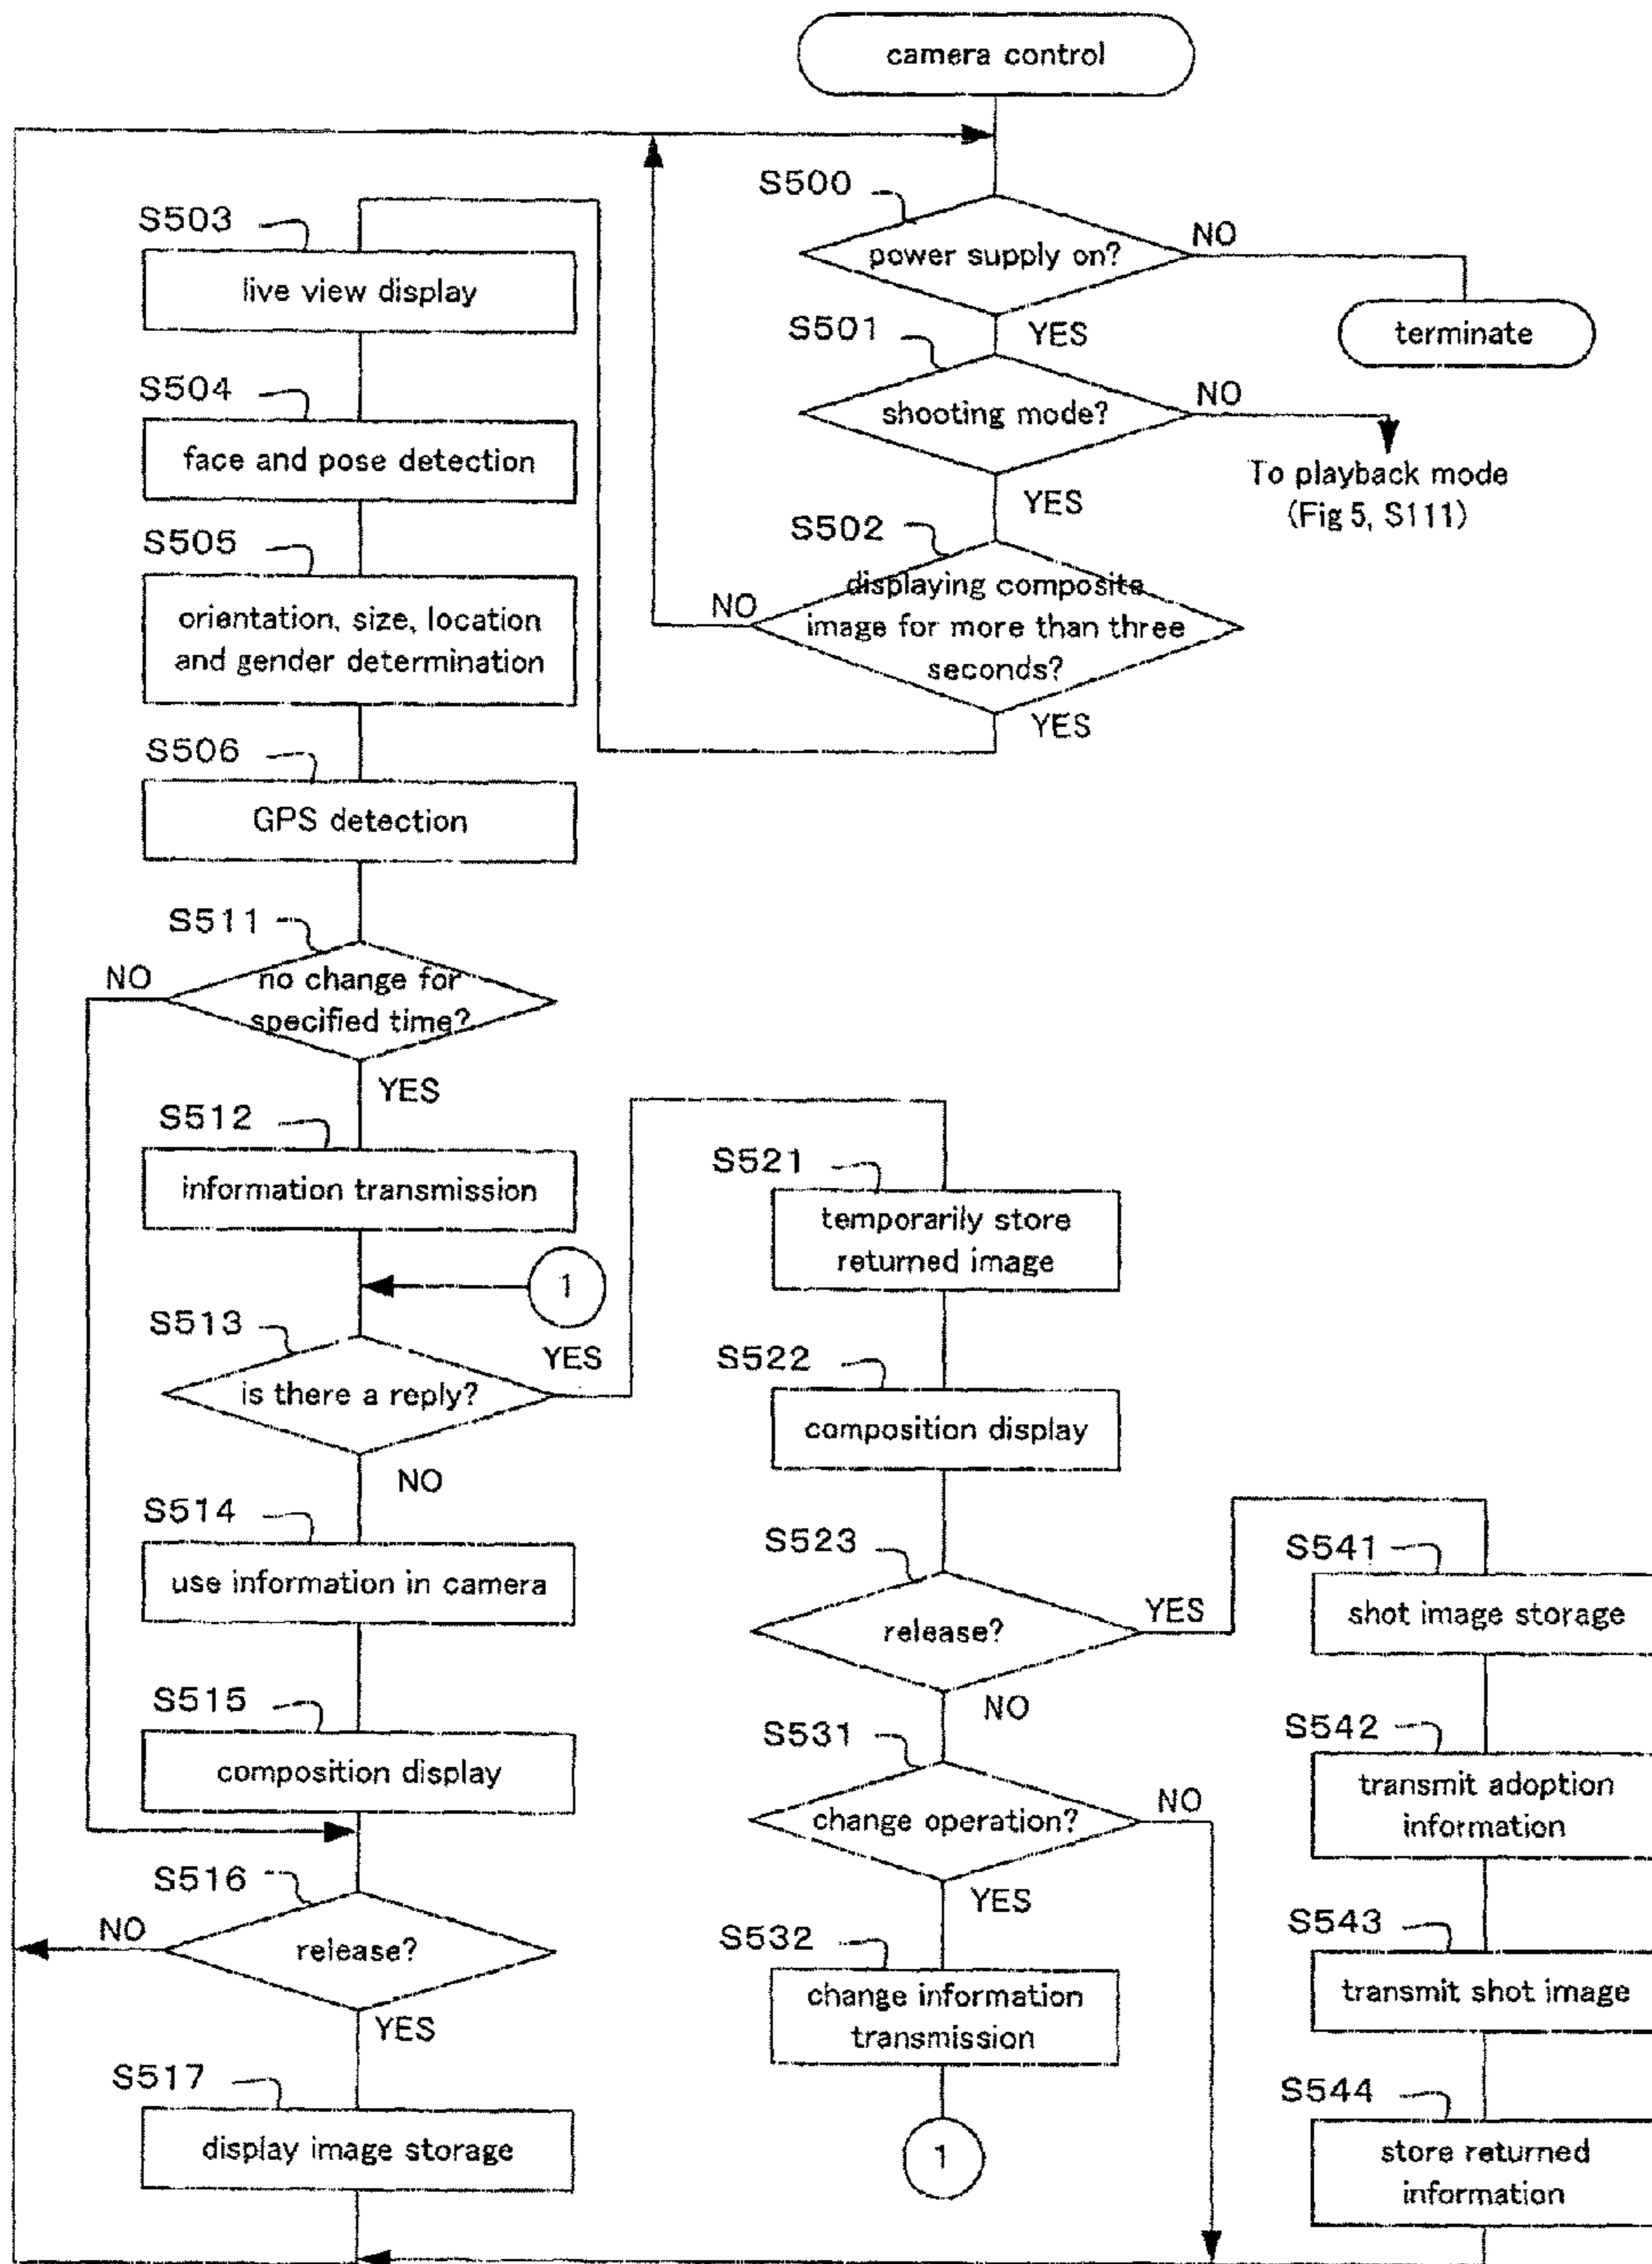 camera control
S500
power supply on?
NO
terminate
YES
S501
shooting mode?
NO
To playback mode
(Fig 5, S111)
YES
S502
displaying composite
image for more than three
seconds?
NO
YES
S503
live view display
S504
face and pose detection
S505
orientation, size, location
and gender determination
S506
GPS detection
S511
no change for
specified time?
NO
YES
S512
information transmission
1
S513
is there a reply?
YES
NO
S514
use information in camera
S515
composition display
S516
release?
NO
YES
S517
display image storage
S521
temporarily store
returned image
S522
composition display
S523
release?
YES
NO
S531
change operation?
NO
YES
S532
change information
transmission
1
S541
shot image storage
S542
transmit adoption
information
S543
transmit shot image
S544
store returned
information